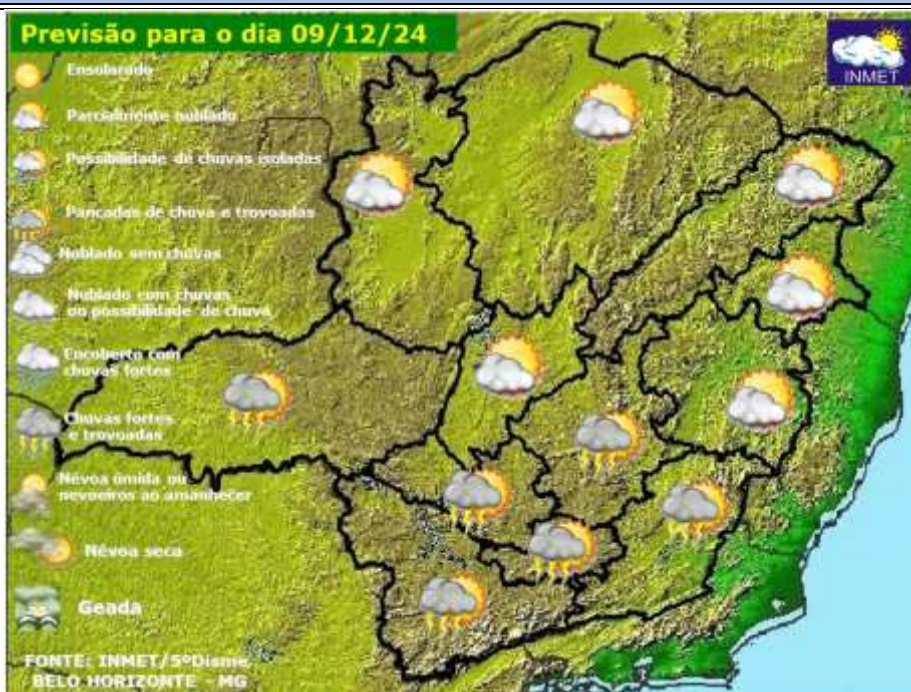 Previsão para o dia 09/12/24
INMET
Ensolarado
Parcialmente nublado
Possibilidade de chuvas isoladas
Pancadas de chuva e trovoadas
Nublado sem chuvas
Nublado com chuvas
ou possibilidade de chuva
Encoberto com
chuvas fortes
Chuvas fortes
e trovoadas
Névoa úmida ou
nevoeiros ao amanhecer
Névoa seca
Geada
FONTE: INMET/5ºDisme
BELO HORIZONTE - MG